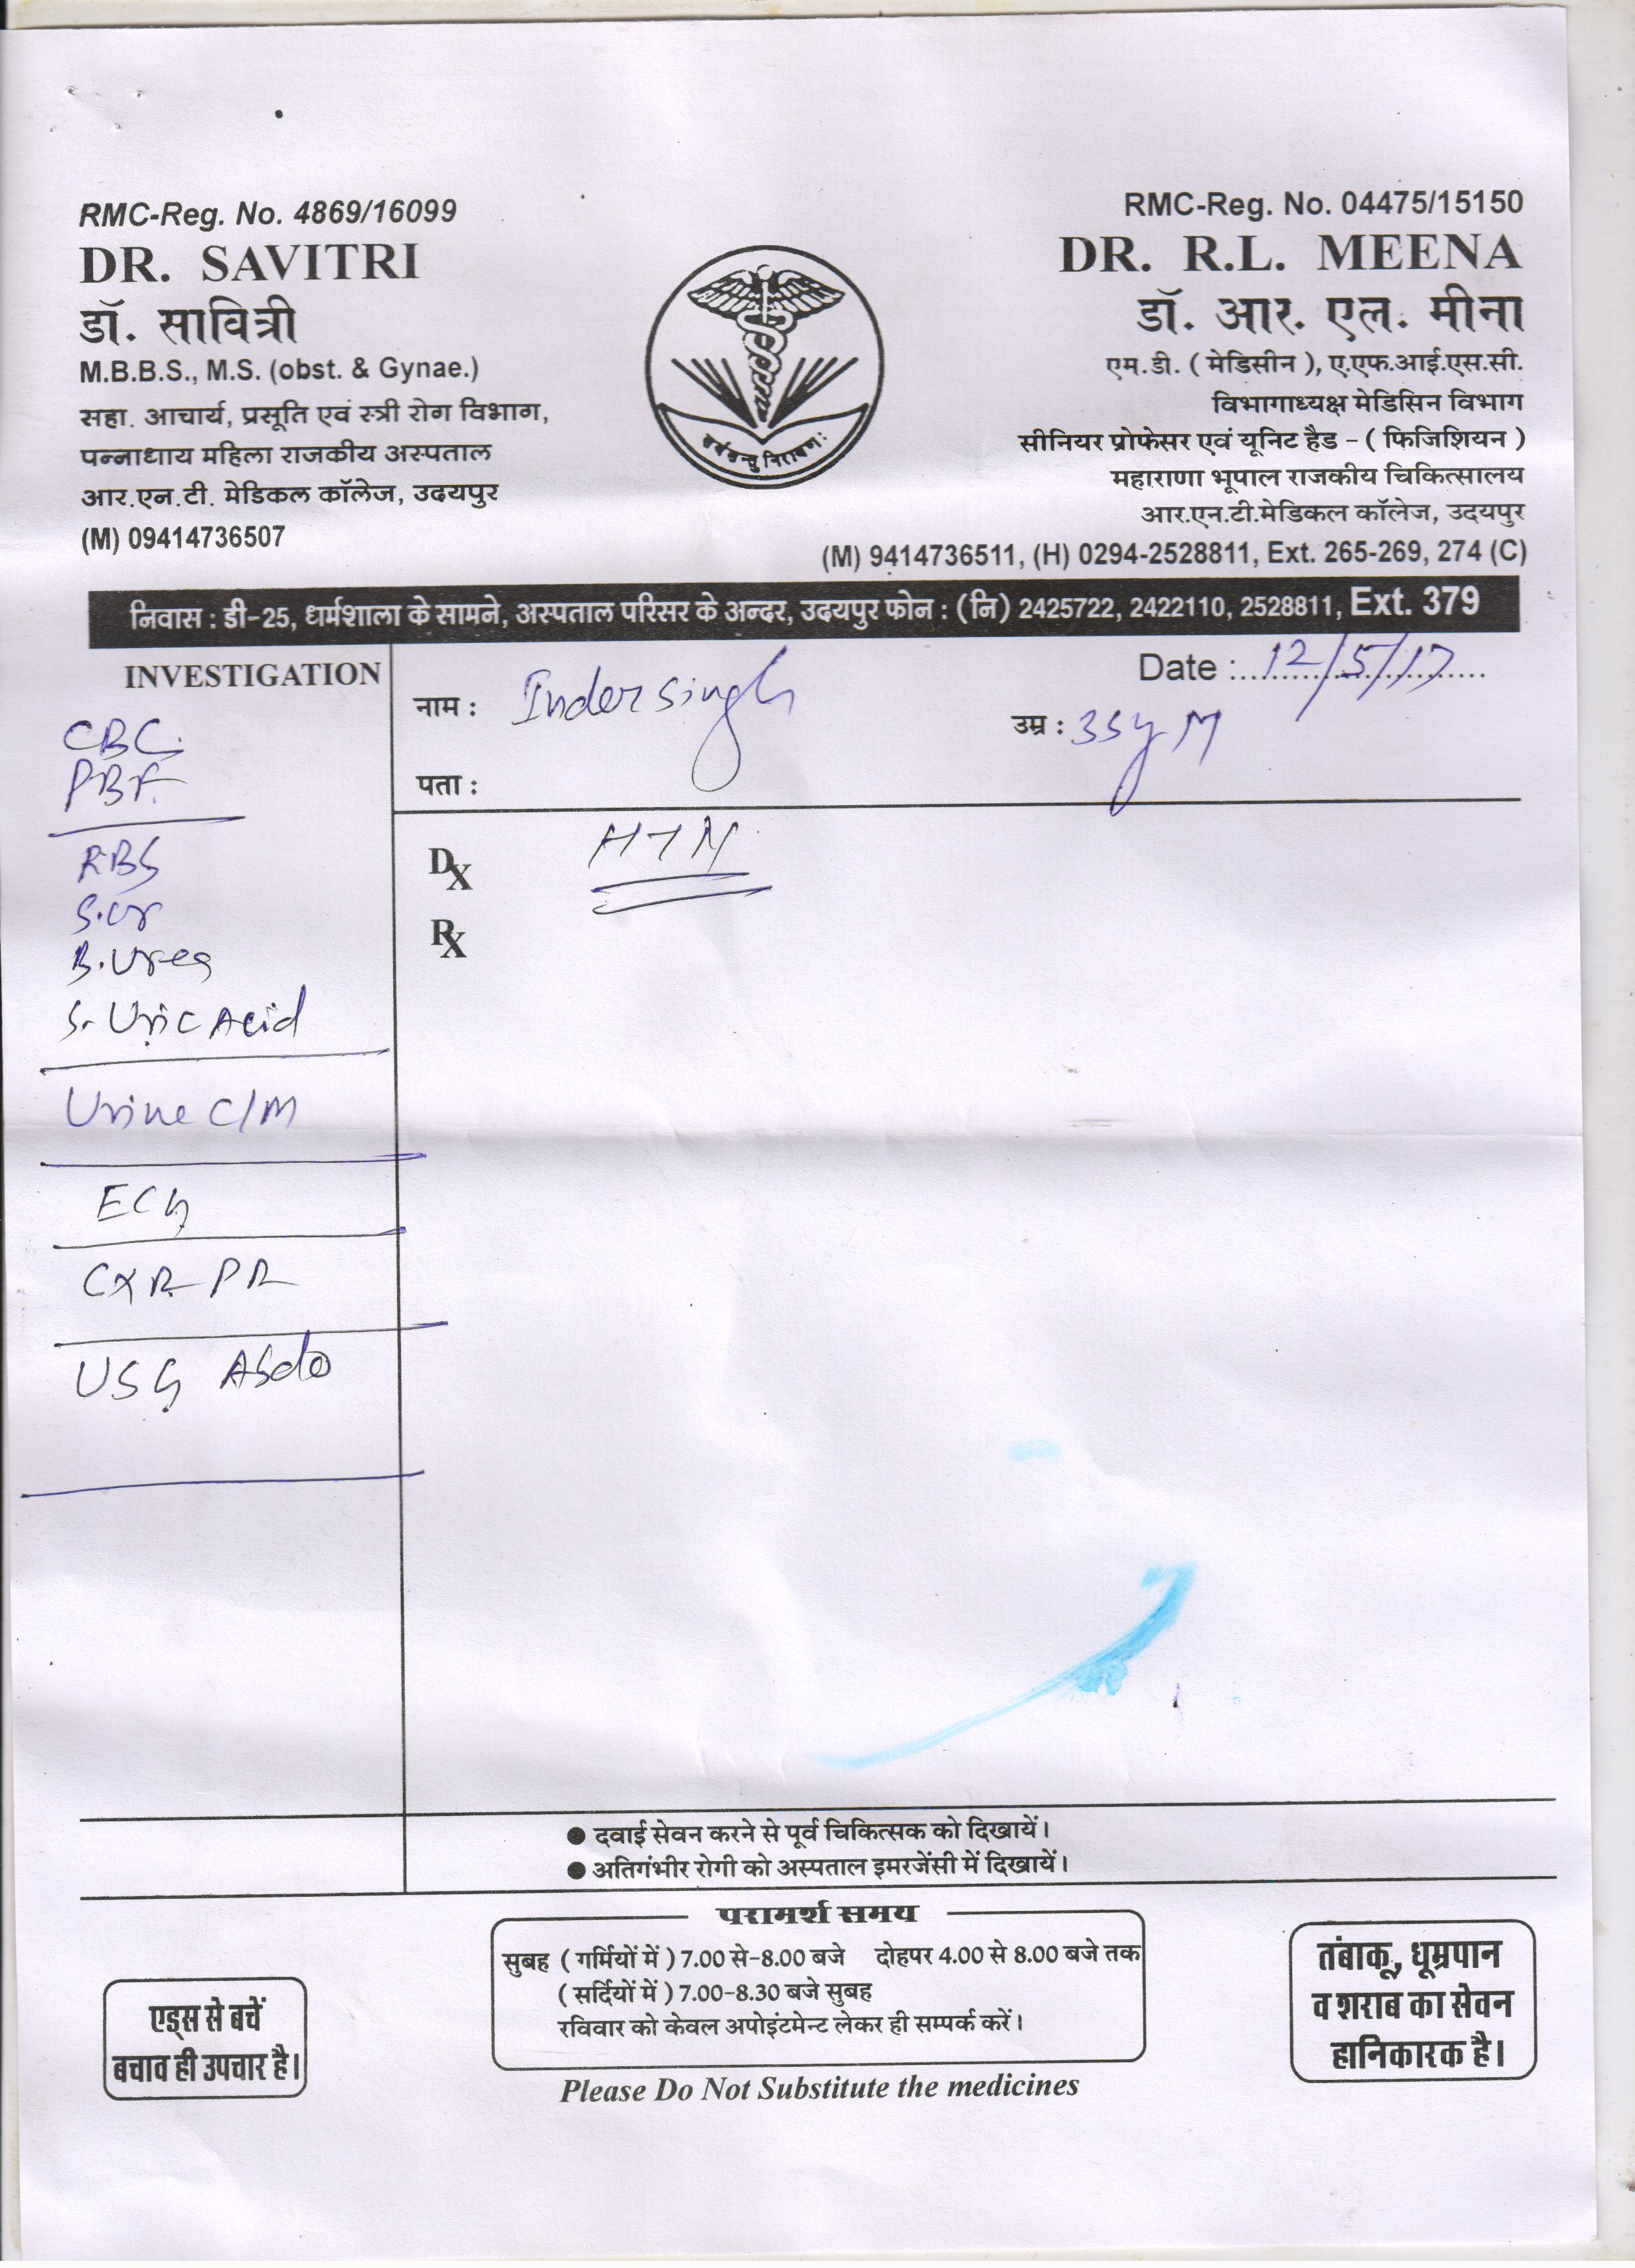 RMC-Reg. No. 4869/16099
DR. SAVITRI
डॉ. सावित्री
M.B.B.S., M.S. (obst. & Gynae.)
सहा. आचार्य, प्रसूति एवं स्त्री रोग विभाग,
पन्नाधाय महिला राजकीय अस्पताल
आर.एन.टी. मेडिकल कॉलेज, उदयपुर
(M) 09414736507
RMC-Reg. No. 04475/15150
DR. R.L. MEENA
डॉ. आर. एल. मीना
एम.डी. ( मेडिसीन ), ए.एफ.आई.एस.सी.
विभागाध्यक्ष मेडिसिन विभाग
सीनियर प्रोफेसर एवं यूनिट हैड - ( फिजिशियन )
महाराणा भूपाल राजकीय चिकित्सालय
आर.एन.टी.मेडिकल कॉलेज, उदयपुर
(M) 9414736511, (H) 0294-2528811, Ext. 265-269, 274 (C)
निवास : डी-25, धर्मशाला के सामने, अस्पताल परिसर के अन्दर, उदयपुर फोन : (नि) 2425722, 2422110, 2528811, Ext. 379
INVESTIGATION
CBC
PBF
RBS
S.Cr
B.Urea
S. Uric Acid
Urine C/M
ECG
CXR PA
USG Abdo
Date : 12/5/17
नाम : Inder singh
उम्र : 35y M
पता :
Dx HTN
Rx
● दवाई सेवन करने से पूर्व चिकित्सक को दिखायें।
● अतिगंभीर रोगी को अस्पताल इमरजेंसी में दिखायें।
एड्स से बचें
बचाव ही उपचार है।
परामर्श समय
सुबह ( गर्मियों में ) 7.00 से-8.00 बजे दोहपर 4.00 से 8.00 बजे तक
( सर्दियों में ) 7.00-8.30 बजे सुबह
रविवार को केवल अपोइंटमेन्ट लेकर ही सम्पर्क करें।
Please Do Not Substitute the medicines
तंबाकू, धूम्रपान
व शराब का सेवन
हानिकारक है।